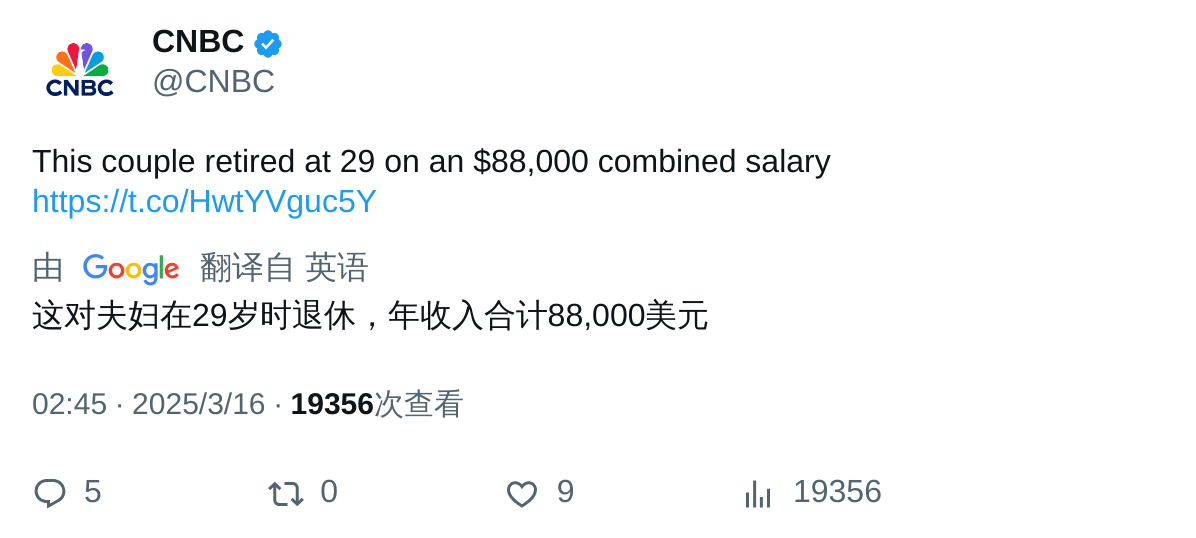 CNBC
CNBC
@CNBC
This couple retired at 29 on an $88,000 combined salary
https://t.co/HwtYVguc5Y
由 Google 翻译自 英语
这对夫妇在29岁时退休，年收入合计88,000美元
02:45 · 2025/3/16 · 19356次查看
5 0 9 19356